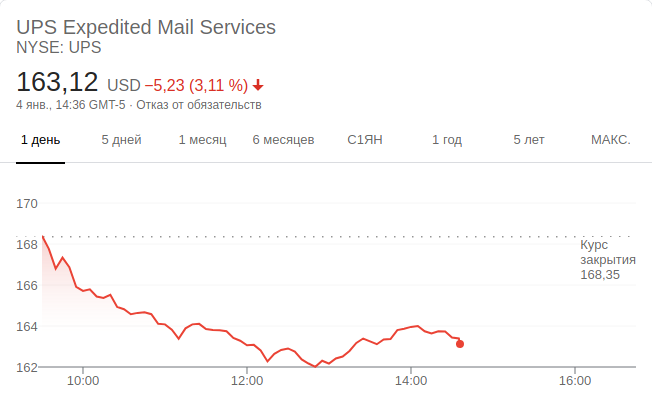 UPS Expedited Mail Services
NYSE: UPS
163,12 USD −5,23 (3,11 %)
4 янв., 14:36 GMT-5 · Отказ от обязательств
1 день 5 дней 1 месяц 6 месяцев С1ЯН 1 год 5 лет МАКС.
170
168
166
164
162
Курс
закрытия
168,35
10:00 12:00 14:00 16:00